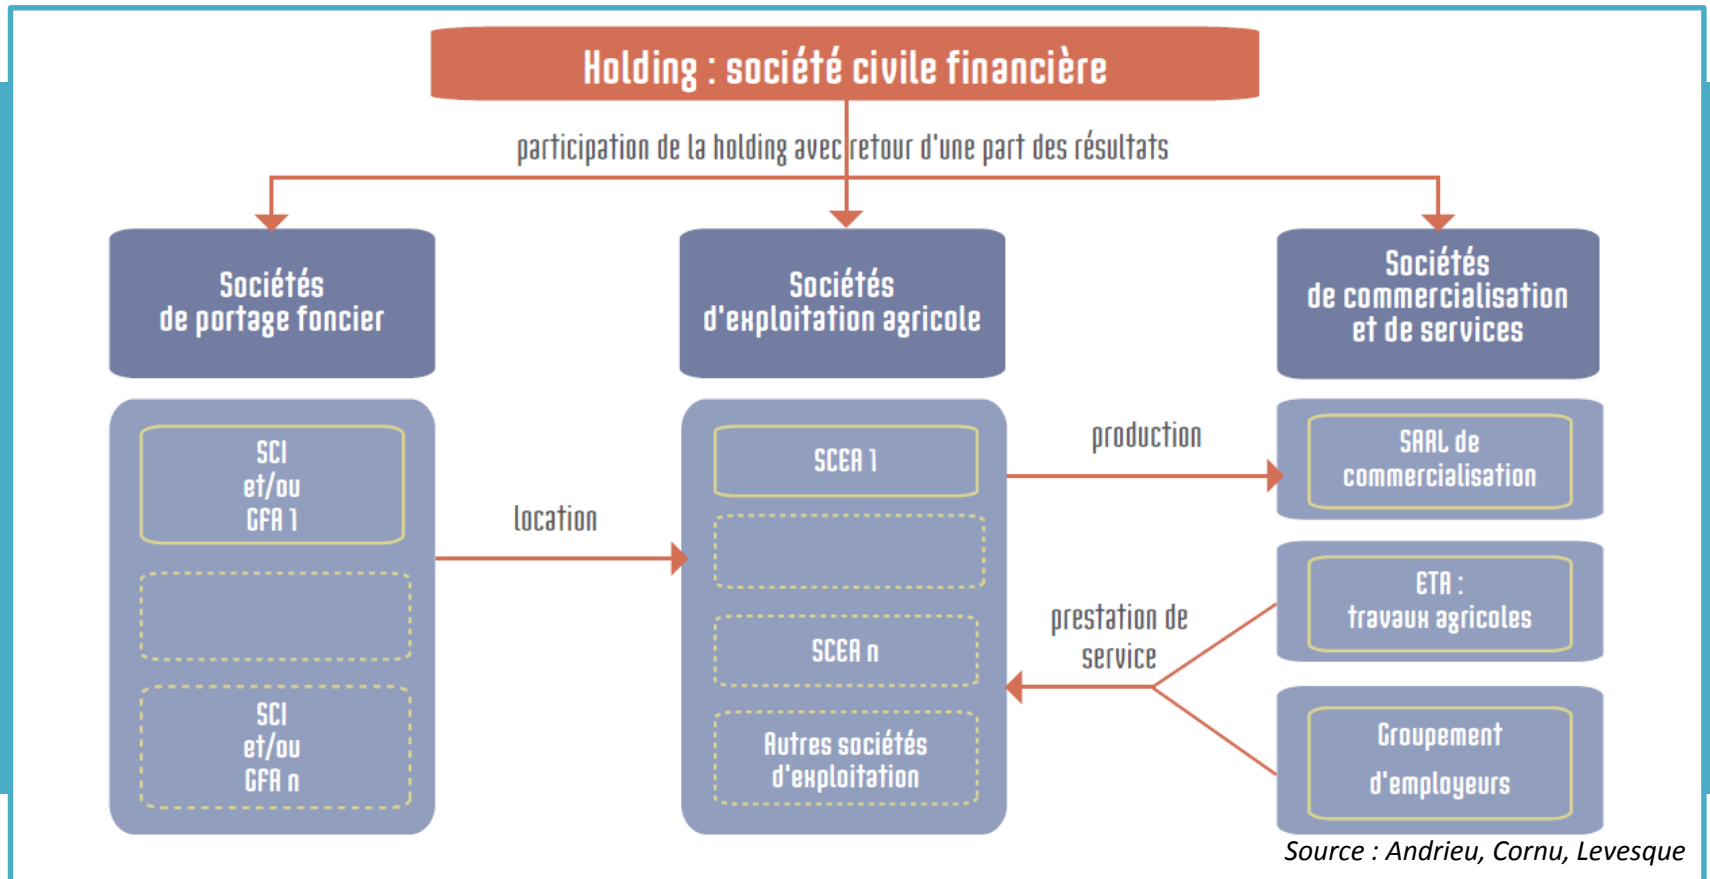 Holding : société civile financière
participation de la holding avec retour d'une part des résultats
Sociétés
de portage foncier
Sociétés
d'exploitation agricole
Sociétés
de commercialisation
et de services
SCI
et/ou
GFA 1
SCI
et/ou
GFA n
location
SCEA 1
SCEA n
Autres sociétés
d'exploitation
production
prestation de
service
SARL de
commercialisation
ETA :
travaux agricoles
Groupement
d'employeurs
Source : Andrieu, Cornu, Levesque